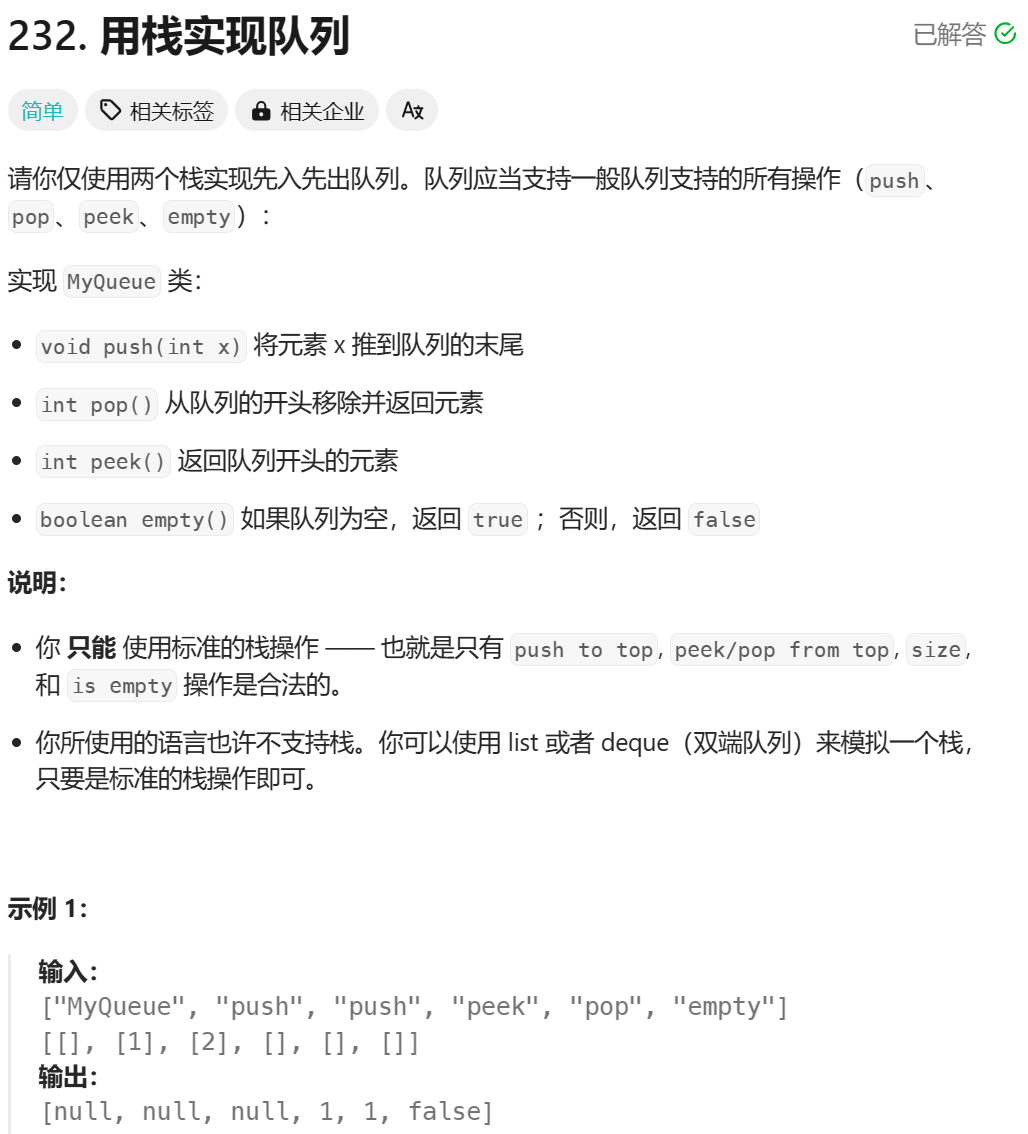 232. 用栈实现队列
已解答
简单 相关标签 相关企业 A文
请你仅使用两个栈实现先入先出队列。队列应当支持一般队列支持的所有操作（push、
pop、peek、empty）：
实现 MyQueue 类：
• void push(int x) 将元素 x 推到队列的末尾
• int pop() 从队列的开头移除并返回元素
• int peek() 返回队列开头的元素
• boolean empty() 如果队列为空，返回 true ；否则，返回 false
说明：
• 你 只能 使用标准的栈操作 —— 也就是只有 push to top, peek/pop from top, size,
和 is empty 操作是合法的。
• 你所使用的语言也许不支持栈。你可以使用 list 或者 deque（双端队列）来模拟一个栈，
只要是标准的栈操作即可。
示例 1：
输入：
["MyQueue", "push", "push", "peek", "pop", "empty"]
[[], [1], [2], [], [], []]
输出：
[null, null, null, 1, 1, false]